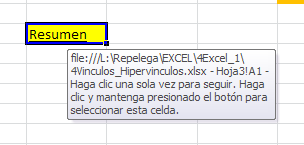 Resumen
file:///L:\Repelega\EXCEL\4Excel_1\
4Vinculos_Hipervinculos.xlsx - Hoja3!A1 -
Haga clic una sola vez para seguir. Haga
clic y mantenga presionado el botón para
seleccionar esta celda.